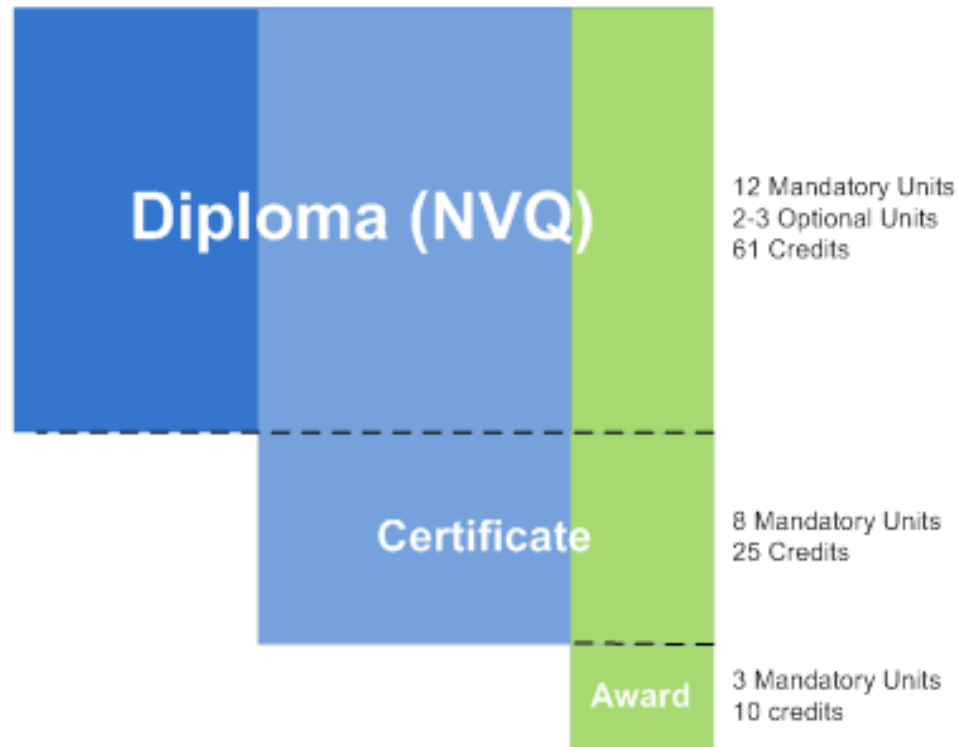 Diploma (NVQ)
12 Mandatory Units
2-3 Optional Units
61 Credits
Certificate
8 Mandatory Units
25 Credits
Award
3 Mandatory Units
10 credits